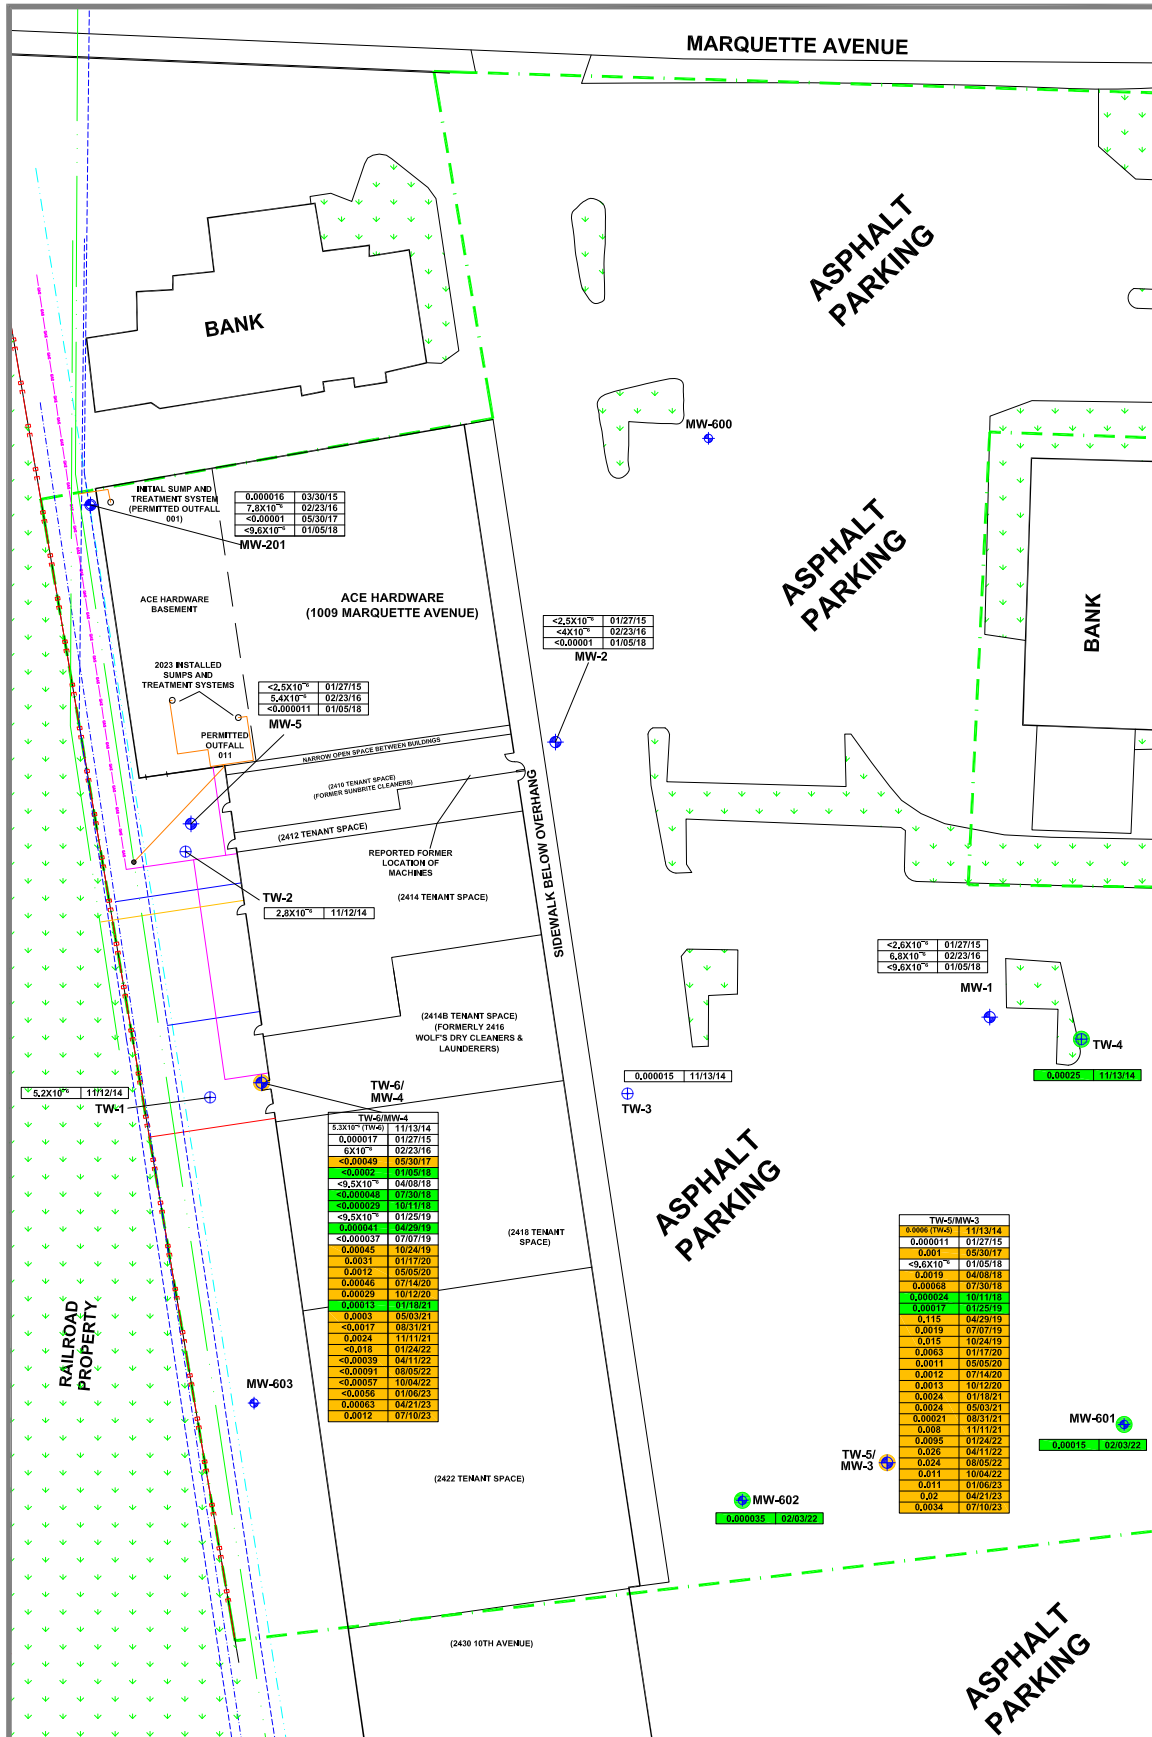 MARQUETTE AVENUE
ASPHALT
PARKING
BANK
MW-600
INITIAL SUMP AND
TREATMENT SYSTEM
(PERMITTED OUTFALL
001)
0.000016 03/30/15
7.8X10⁻⁶ 02/23/16
<0.00001 05/30/17
<9.6X10⁻⁶ 01/05/18
MW-201
ASPHALT
PARKING
ACE HARDWARE
BASEMENT
ACE HARDWARE
(1009 MARQUETTE AVENUE)
BANK
<2.5X10⁻⁶ 01/27/15
<4X10⁻⁶ 02/23/16
<0.00001 01/05/18
MW-2
2023 INSTALLED
SUMPS AND
TREATMENT SYSTEMS
<2.5X10⁻⁶ 01/27/15
5.4X10⁻⁶ 02/23/16
<0.000011 01/05/18
MW-5
PERMITTED
OUTFALL
011
NARROW OPEN SPACE BETWEEN BUILDINGS
(2410 TENANT SPACE)
(FORMER SUNBRITE CLEANERS)
(2412 TENANT SPACE)
SIDEWALK BELOW OVERHANG
REPORTED FORMER
LOCATION OF
MACHINES
TW-2
2.8X10⁻⁶ 11/12/14
(2414 TENANT SPACE)
<2.6X10⁻⁶ 01/27/15
6.8X10⁻⁶ 02/23/16
<9.6X10⁻⁶ 01/05/18
MW-1
(2414B TENANT SPACE)
(FORMERLY 2416
WOLF'S DRY CLEANERS &
LAUNDERERS)
TW-4
0.00025 11/13/14
0.000015 11/13/14
TW-3
5.2X10⁻⁶ 11/12/14
TW-1
TW-6/
MW-4
TW-6/MW-4
5.3X10⁻⁶ (TW-6) 11/13/14
0.000017 01/27/15
6X10⁻⁶ 02/23/16
<0.00049 05/30/17
<0.0002 01/05/18
<9.5X10⁻⁶ 04/08/18
<0.000048 07/30/18
<0.000029 10/11/18
<9.5X10⁻⁶ 01/25/19
0.000041 04/29/19
<0.000037 07/07/19
0.00045 10/24/19
0.0031 01/17/20
0.0012 05/05/20
0.00046 07/14/20
0.00029 10/12/20
0.00013 01/18/21
0.0003 05/03/21
<0.0017 08/31/21
0.0024 11/11/21
<0.018 01/24/22
<0.00039 04/11/22
<0.00091 08/05/22
<0.00057 10/04/22
<0.0056 01/06/23
0.00063 04/21/23
0.0012 07/10/23
ASPHALT
PARKING
(2418 TENANT
SPACE)
TW-5/MW-3
0.0006 (TW-5) 11/13/14
0.000011 01/27/15
0.001 05/30/17
<9.6X10⁻⁶ 01/05/18
0.0019 04/08/18
0.00068 07/30/18
0.000024 10/11/18
0.00017 01/25/19
0.115 04/29/19
0.0019 07/07/19
0.015 10/24/19
0.0063 01/17/20
0.0011 05/05/20
0.0012 07/14/20
0.0013 10/12/20
0.0024 01/18/21
0.0024 05/03/21
0.00021 08/31/21
0.008 11/11/21
0.0095 01/24/22
0.026 04/11/22
0.024 08/05/22
0.011 10/04/22
0.011 01/06/23
0.02 04/21/23
0.0034 07/10/23
RAILROAD
PROPERTY
MW-603
MW-601
0.00015 02/03/22
TW-5/
MW-3
(2422 TENANT SPACE)
MW-602
0.000035 02/03/22
(2430 10TH AVENUE)
ASPHALT
PARKING